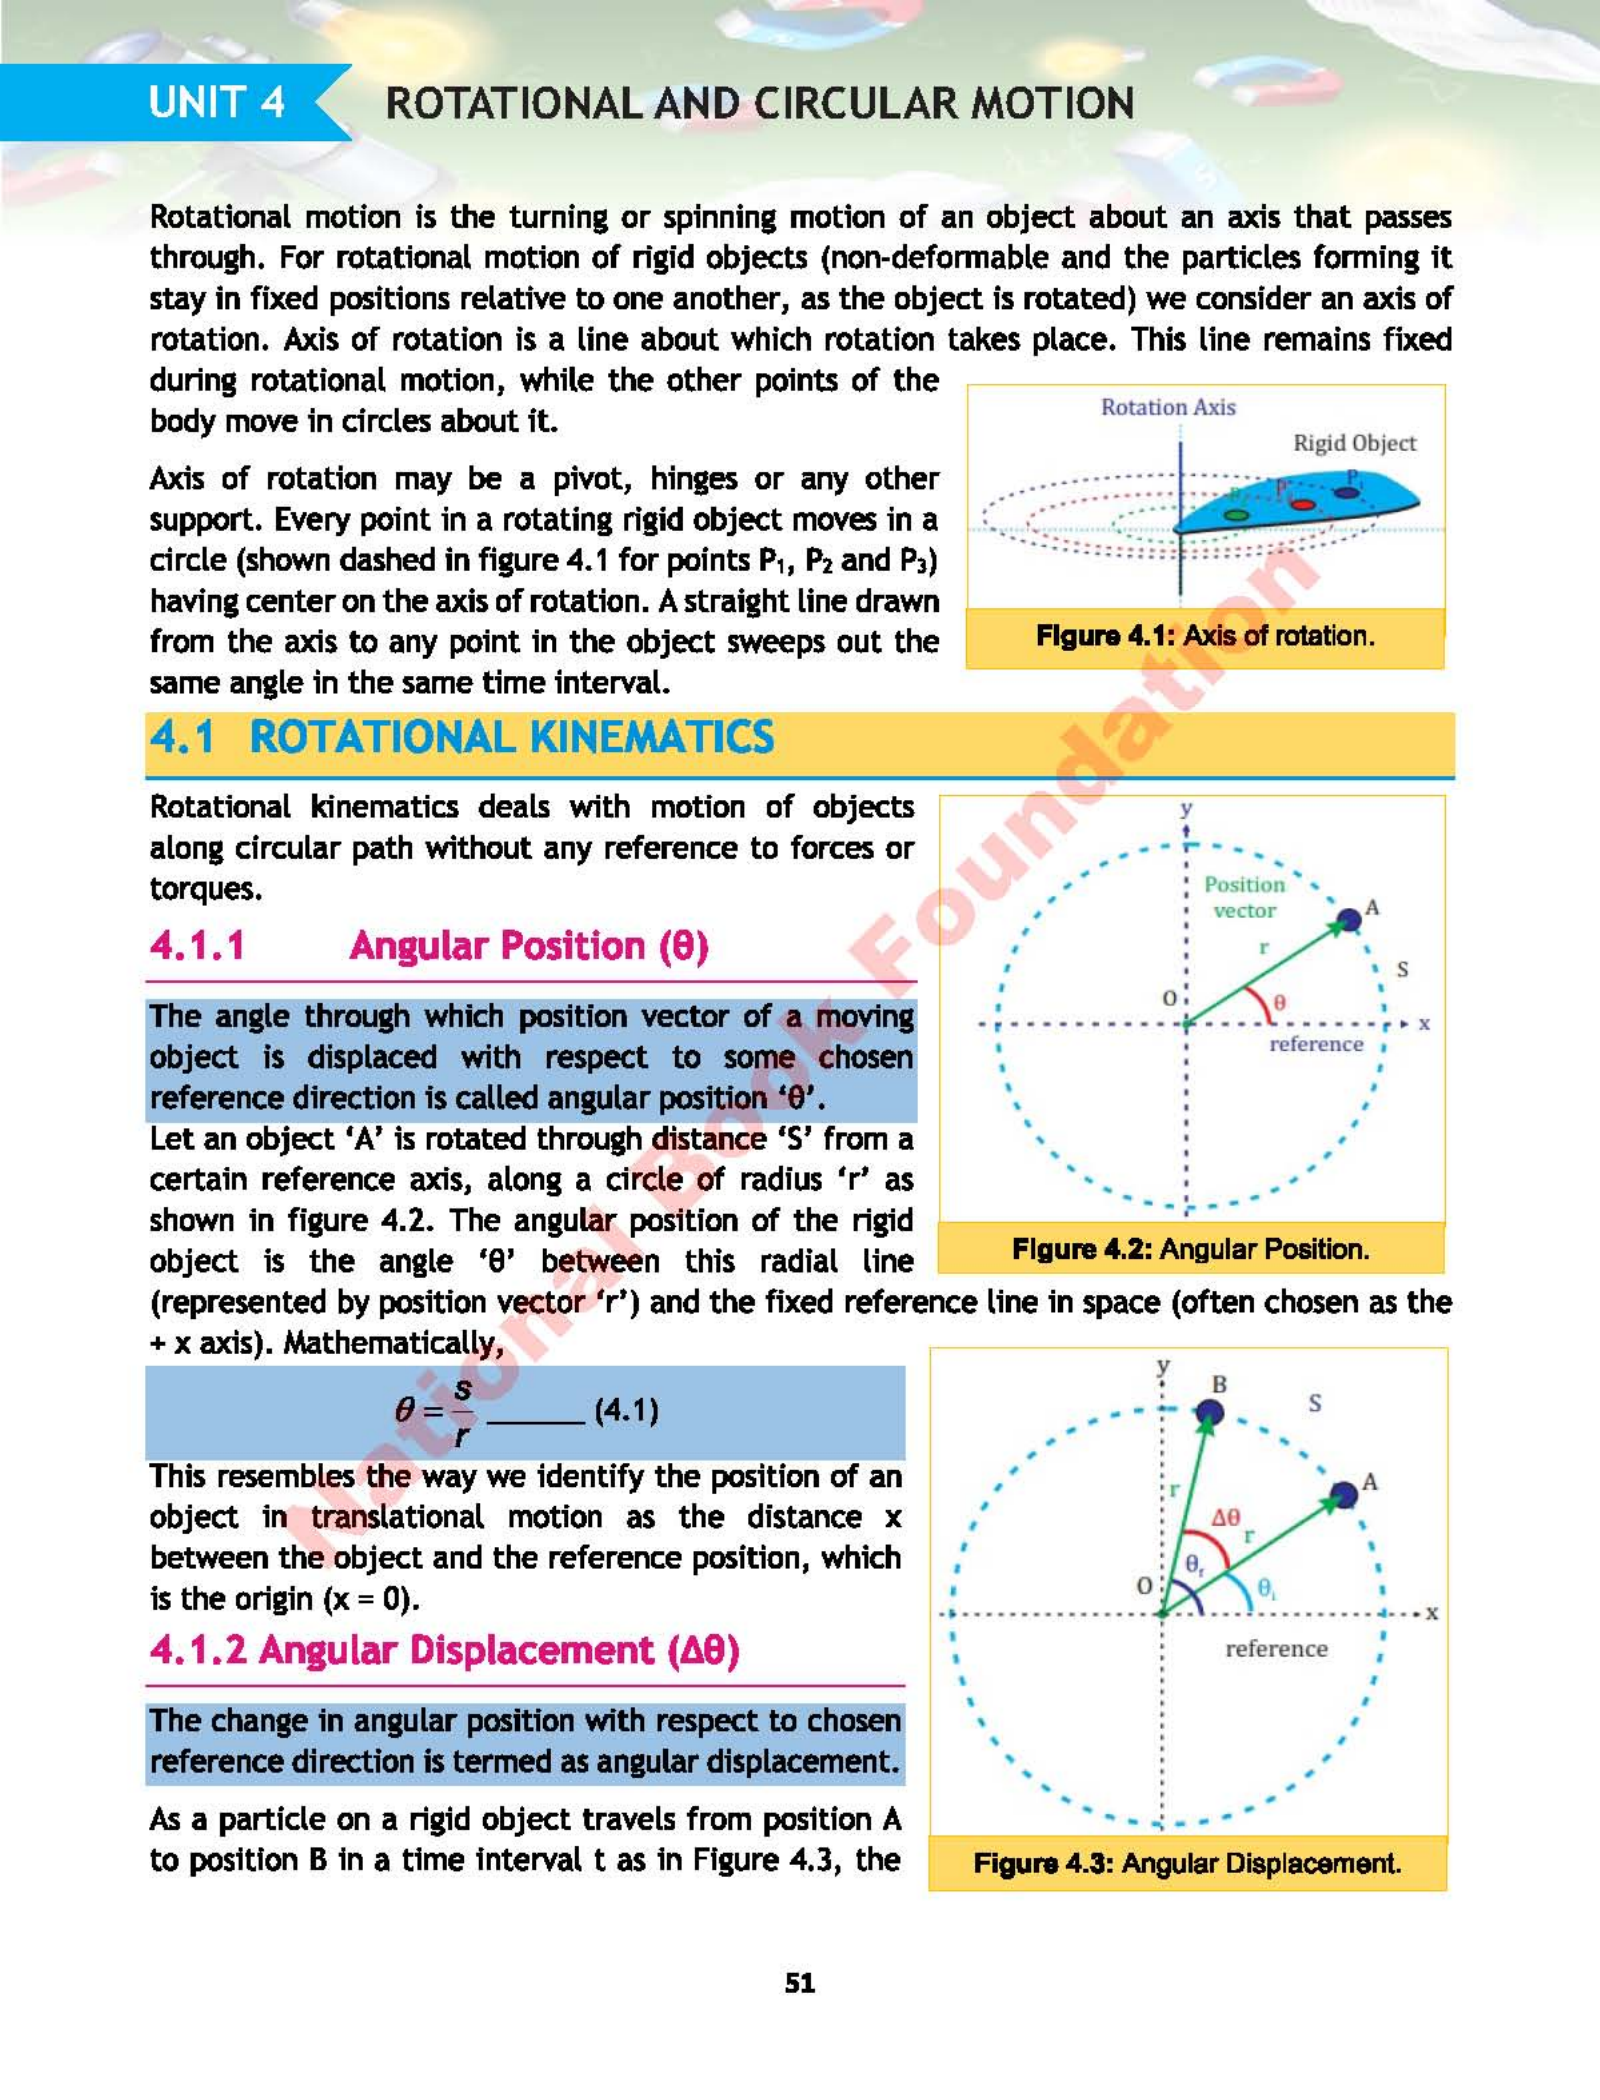 UNIT 4
ROTATIONAL AND CIRCULAR MOTION
Rotational motion is the turning or spinning motion of an object about an axis that passes
through. For rotational motion of rigid objects (non-deformable and the particles forming it
stay in fixed positions relative to one another, as the object is rotated) we consider an axis of
rotation. Axis of rotation is a line about which rotation takes place. This line remains fixed
during rotational motion, while the other points of the
body move in circles about it.
Axis of rotation may be a pivot, hinges or any other
support. Every point in a rotating rigid object moves in a
circle (shown dashed in figure 4.1 for points P₁, P₂ and P₃)
having center on the axis of rotation. A straight line drawn
from the axis to any point in the object sweeps out the
same angle in the same time interval.
Rotation Axis
Rigid Object
P₁
Figure 4.1: Axis of rotation.
4.1 ROTATIONAL KINEMATICS
Rotational kinematics deals with motion of objects
along circular path without any reference to forces or
torques.
4.1.1 Angular Position (θ)
The angle through which position vector of a moving
object is displaced with respect to some chosen
reference direction is called angular position ‘θ’.
Let an object ‘A’ is rotated through distance ‘S’ from a
certain reference axis, along a circle of radius ‘r’ as
shown in figure 4.2. The angular position of the rigid
object is the angle ‘θ’ between this radial line
(represented by position vector ‘r’) and the fixed reference line in space (often chosen as the
+ x axis). Mathematically,
y
Position
vector
A
r
S
O
θ
x
reference
Figure 4.2: Angular Position.
θ = s/r ______ (4.1)
This resembles the way we identify the position of an
object in translational motion as the distance x
between the object and the reference position, which
is the origin (x = 0).
4.1.2 Angular Displacement (Δθ)
The change in angular position with respect to chosen
reference direction is termed as angular displacement.
As a particle on a rigid object travels from position A
to position B in a time interval t as in Figure 4.3, the
y
B
S
A
r
Δθ
r
θf
θi
O
x
reference
Figure 4.3: Angular Displacement.
51
National Book Foundation